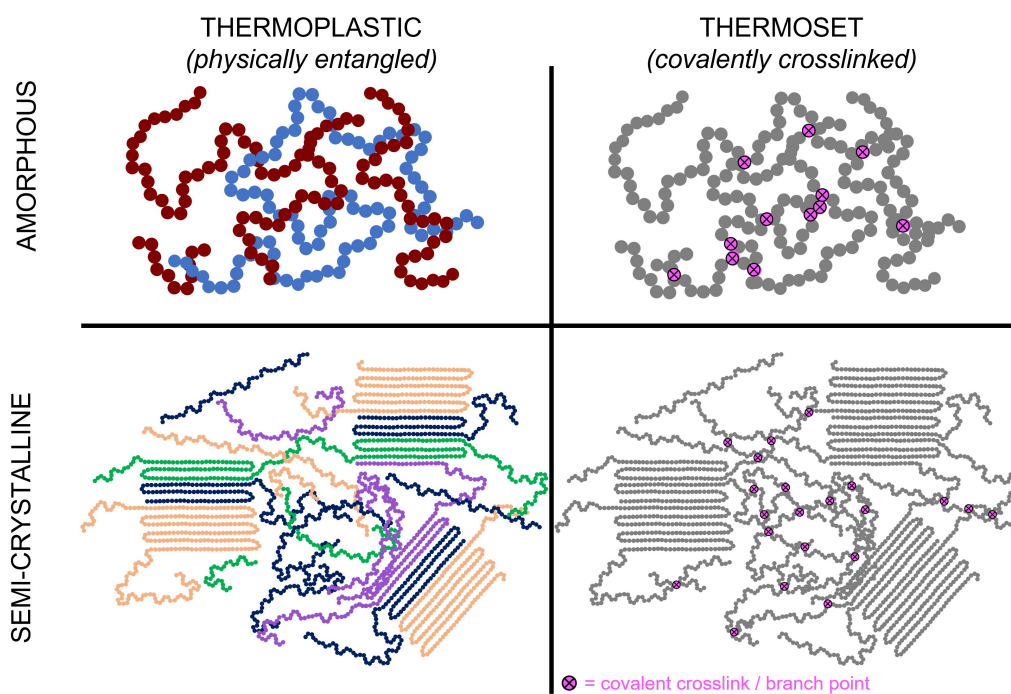 THERMOPLASTIC
(physically entangled)
THERMOSET
(covalently crosslinked)
AMORPHOUS
SEMI-CRYSTALLINE
= covalent crosslink / branch point